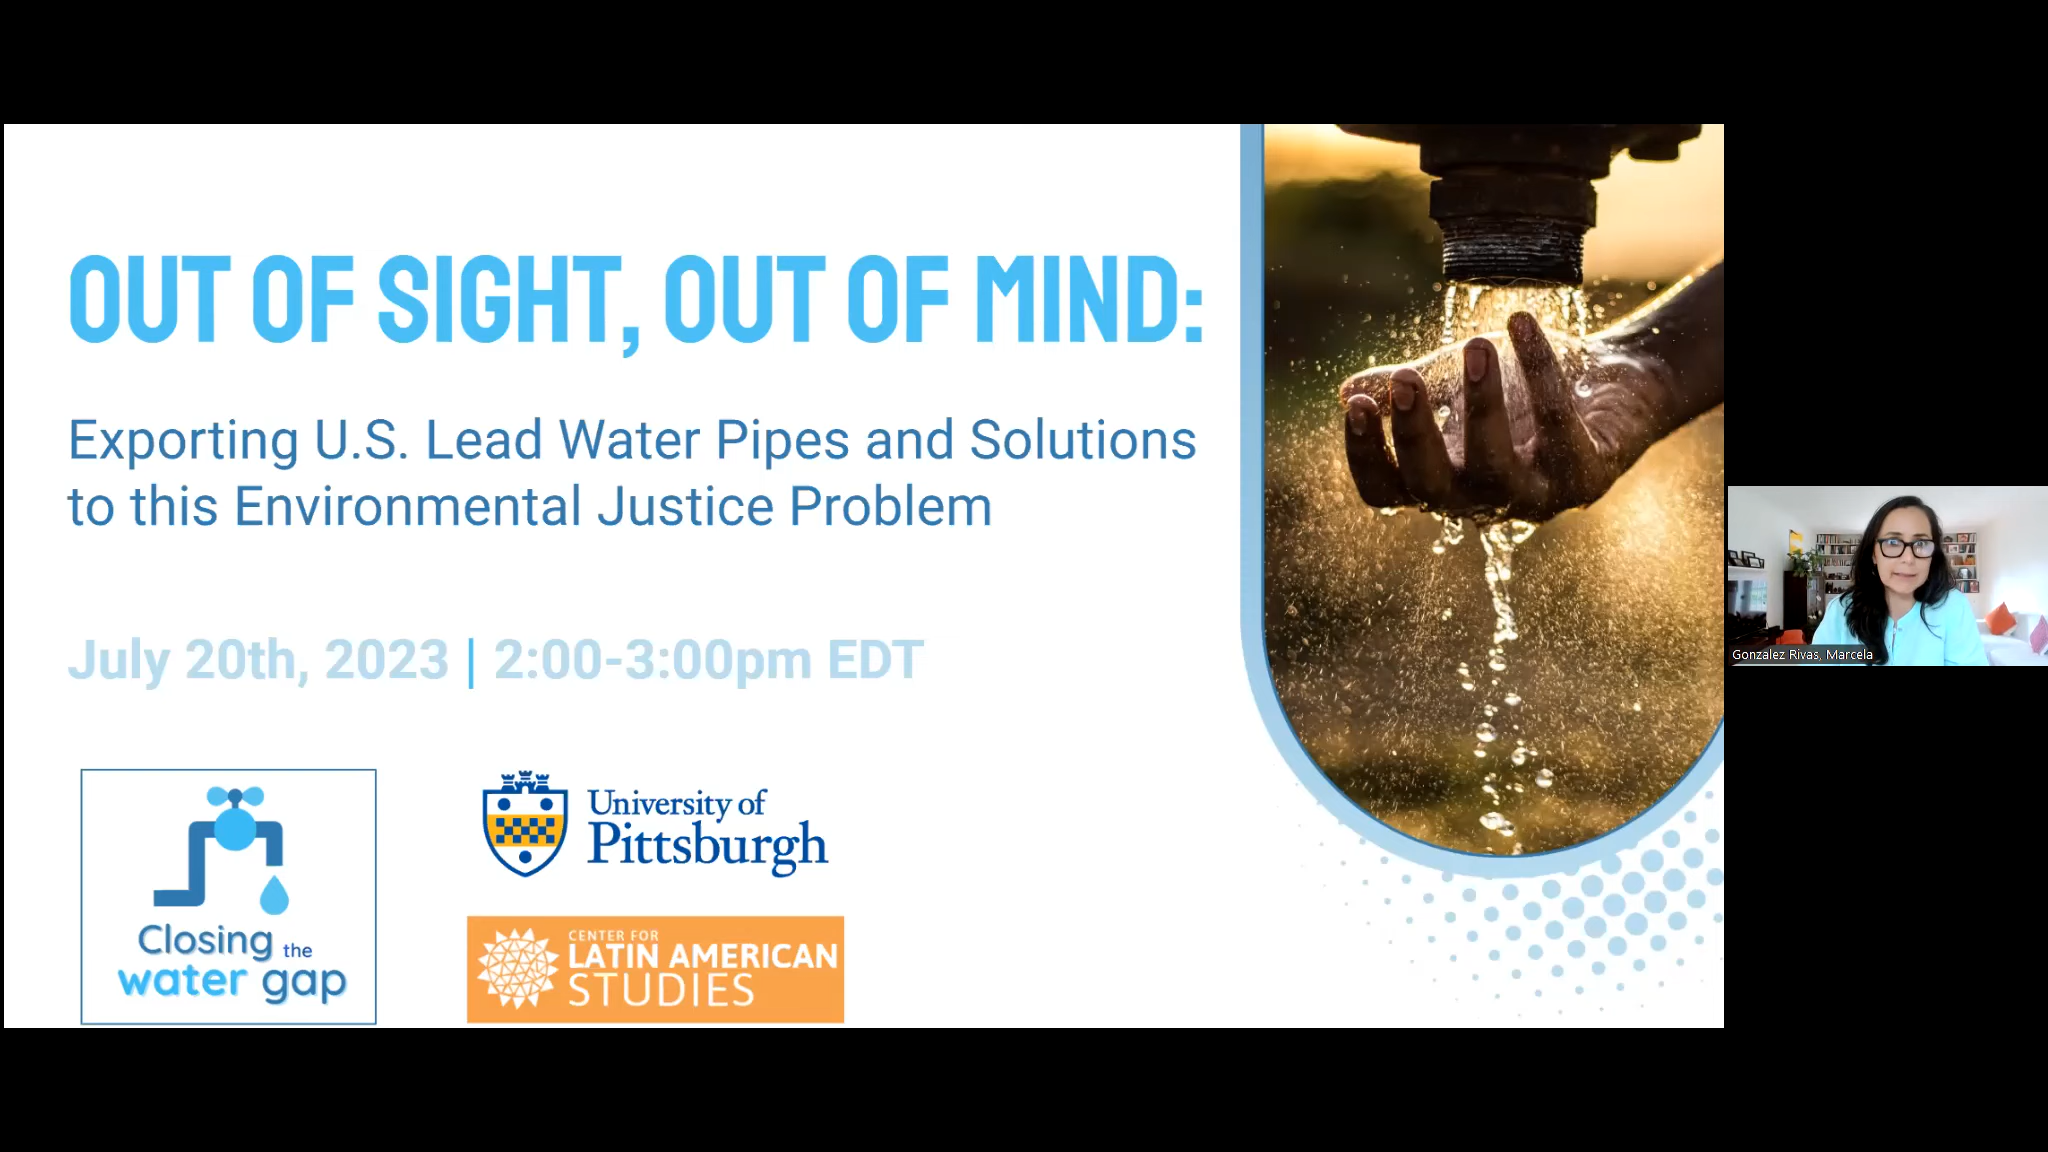 OUT OF SIGHT, OUT OF MIND:
Exporting U.S. Lead Water Pipes and Solutions
to this Environmental Justice Problem
July 20th, 2023 | 2:00-3:00pm EDT
Closing the
water gap
University of
Pittsburgh
CENTER FOR
LATIN AMERICAN
STUDIES
Gonzalez Rivas, Marcela